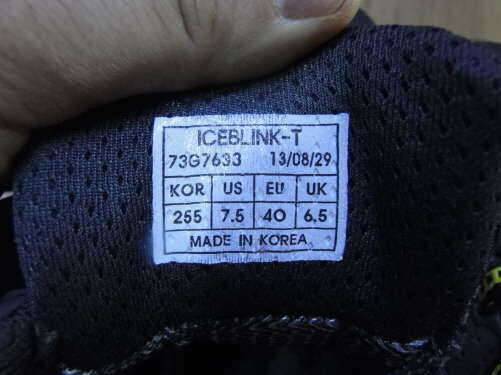 ICEBLINK-T
73G7633 13/08/29
KOR US EU UK
255 7.5 40 6.5
MADE IN KOREA